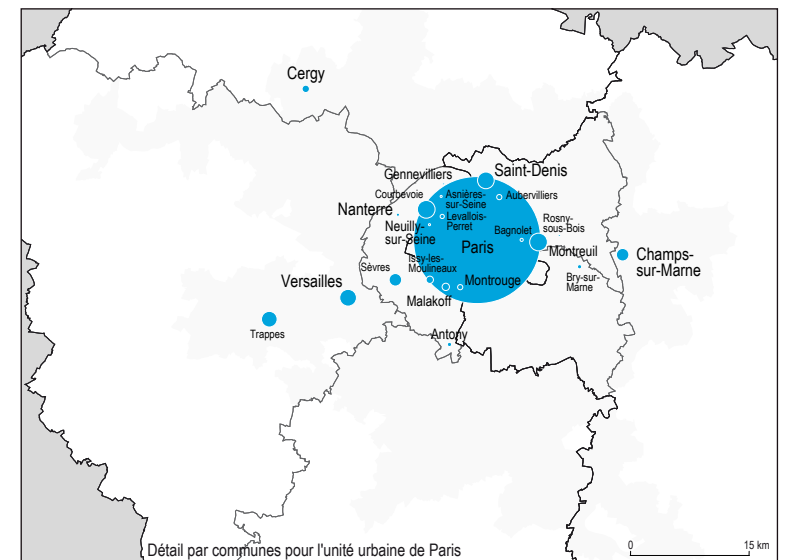 Cergy
Gennevilliers
Saint-Denis
Courbevoie
Asnières-
sur-Seine
Aubervilliers
Nanterre
Levallois-
Perret
Neuilly-
sur-Seine
Bagnolet
Rosny-
sous-Bois
Paris
Montreuil
Champs-
sur-Marne
Issy-les-
Moulineaux
Sèvres
Bry-sur-
Marne
Versailles
Montrouge
Malakoff
Trappes
Antony
0 15 km
Détail par communes pour l'unité urbaine de Paris